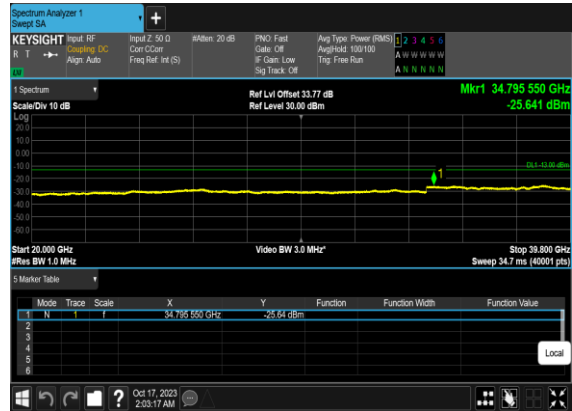 Spectrum Analyzer 1
Swept SA
+
KEYSIGHT Input: RF Input Z: 50 Ω #Atten: 20 dB PNO: Fast Avg Type: Power (RMS) 1 2 3 4 5 6
R T Coupling: DC Corr CCorr Gate: Off Avg|Hold: 100/100 A W W W W W
Align: Auto Freq Ref: Int (S) IF Gain: Low Trig: Free Run
Sig Track: Off A N N N N N
1 Spectrum Ref Lvl Offset 33.77 dB Mkr1 34.795 550 GHz
Scale/Div 10 dB Ref Level 30.00 dBm -25.641 dBm
Log
20.0
10.0
0.00
-10.0 DL1 -13.00 dBm
1
-20.0
-30.0
-40.0
-50.0
-60.0
Start 20.000 GHz Video BW 3.0 MHz* Stop 39.800 GHz
#Res BW 1.0 MHz Sweep 34.7 ms (40001 pts)
5 Marker Table
Mode Trace Scale X Y Function Function Width Function Value
1 N 1 f 34.795 550 GHz -25.64 dBm
2
3
4
5
6
Local
? Oct 17, 2023
2:03:17 AM